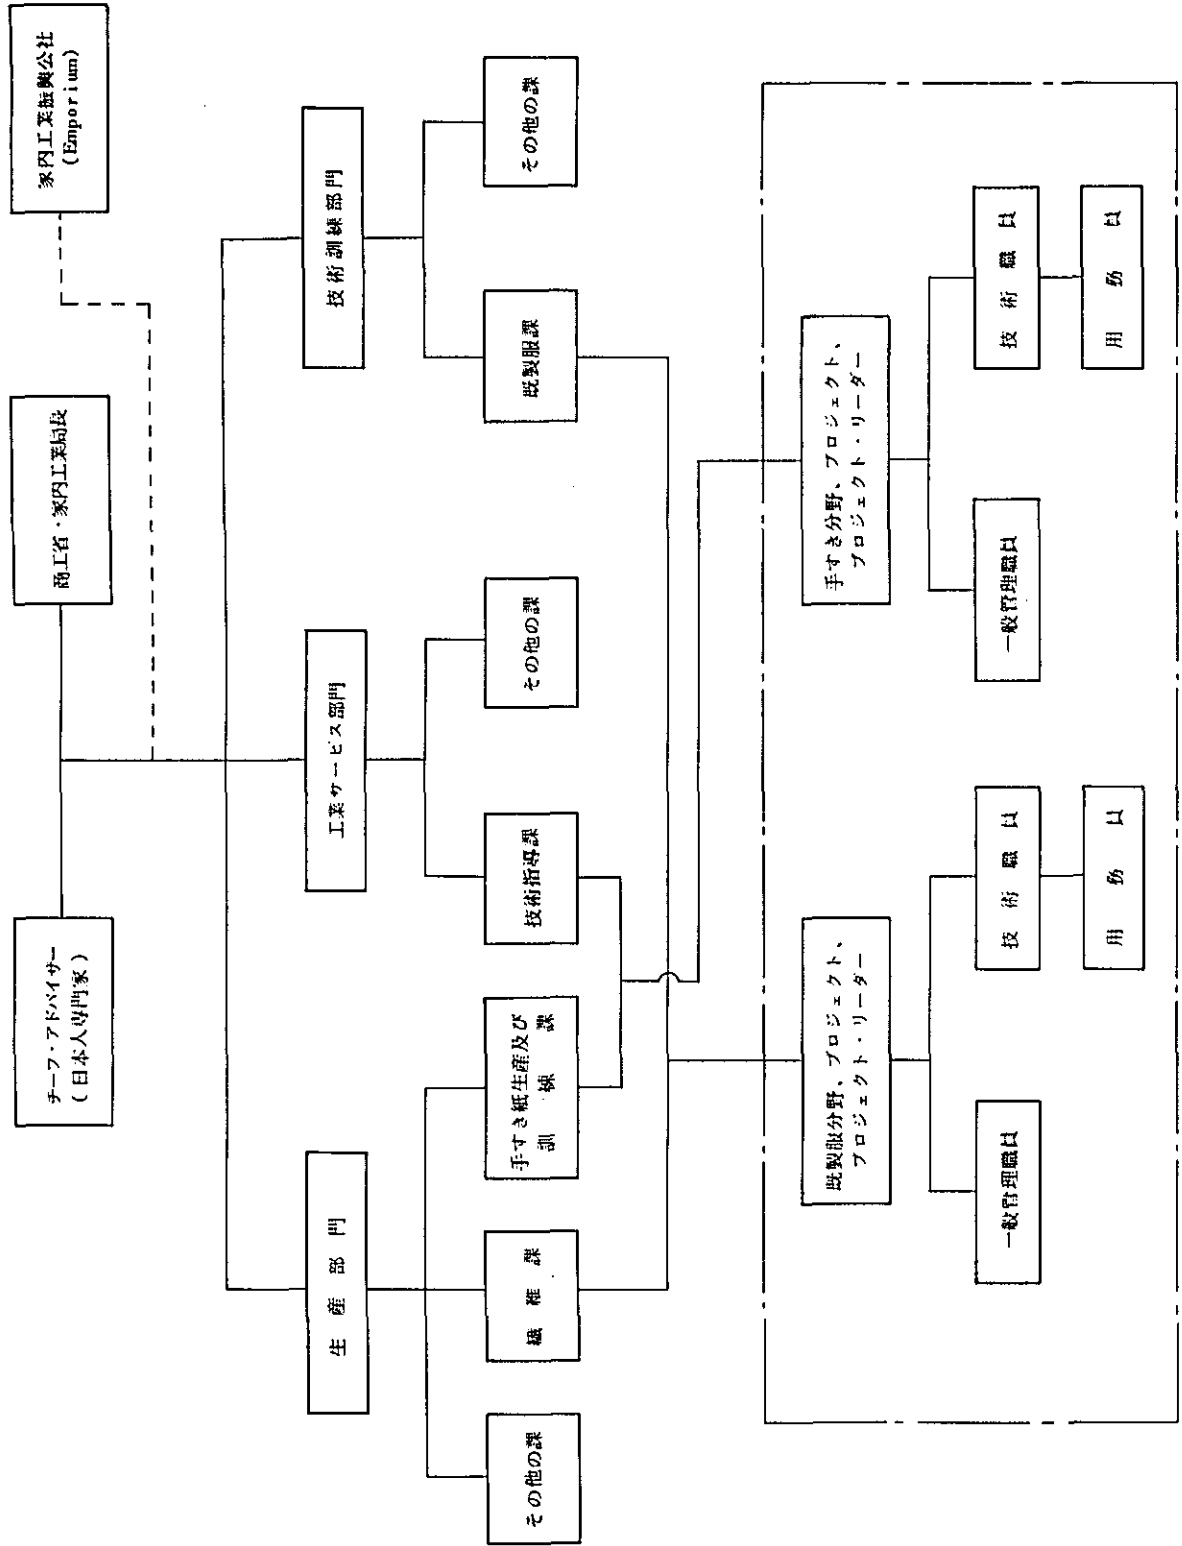 チーフ・アドバイサー
(日本人専門家)
商工省・家内工業局長
家内工業振興公社
(Emporium)
生産部門
工業サービス部門
技術訓練部門
その他の課
繊維課
手すき紙生産及び
訓練課
技術指導課
その他の課
既製服課
その他の課
既製服分野、プロジェクト、
プロジェクト・リーダー
手すき分野、プロジェクト、
プロジェクト・リーダー
一般管理職員
技術職員
一般管理職員
技術職員
用務員
用務員